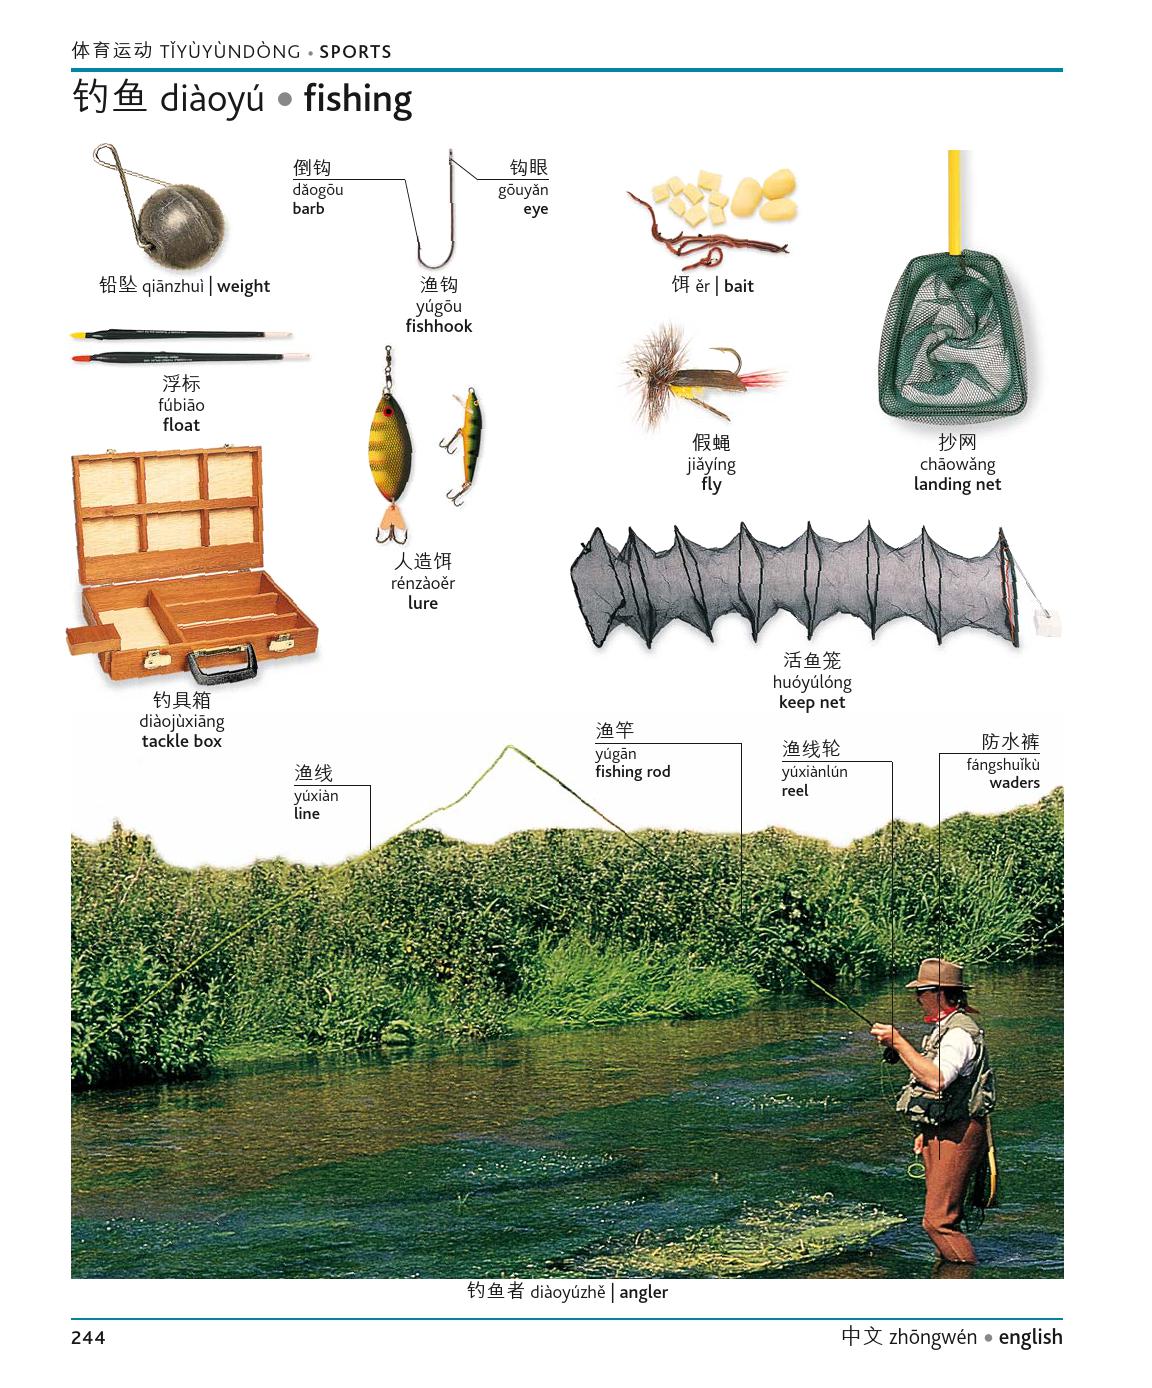 体育运动 TǏYÙYÙNDÒNG • SPORTS
钓鱼 diàoyú • fishing
倒钩
dǎogōu
barb
钩眼
gōuyǎn
eye
铅坠 qiānzhuì | weight
渔钩
yúgōu
fishhook
饵 ěr | bait
浮标
fúbiāo
float
假蝇
jiǎyíng
fly
抄网
chāowǎng
landing net
人造饵
rénzàoěr
lure
活鱼笼
huóyúlóng
keep net
钓具箱
diàojùxiāng
tackle box
渔线
yúxiàn
line
渔竿
yúgān
fishing rod
渔线轮
yúxiànlún
reel
防水裤
fángshuǐkù
waders
钓鱼者 diàoyúzhě | angler
244
中文 zhōngwén • english